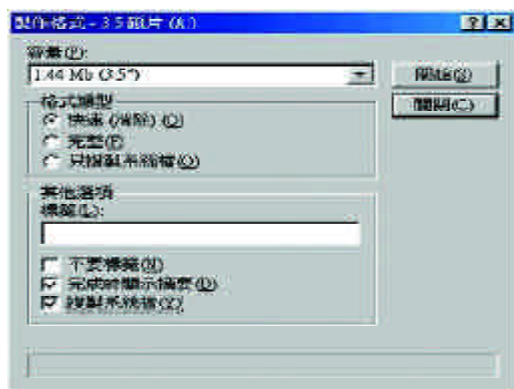 製作格式 - 3.5 磁片 (A:)
容量(P):
1.44 Mb (3.5")
開始(S)
關閉(C)
格式類型
快速 (清除) (Q)
完整(F)
只複製系統檔(O)
其他選項
標籤(L):
不要標籤(N)
完成時顯示摘要(D)
複製系統檔(Y)